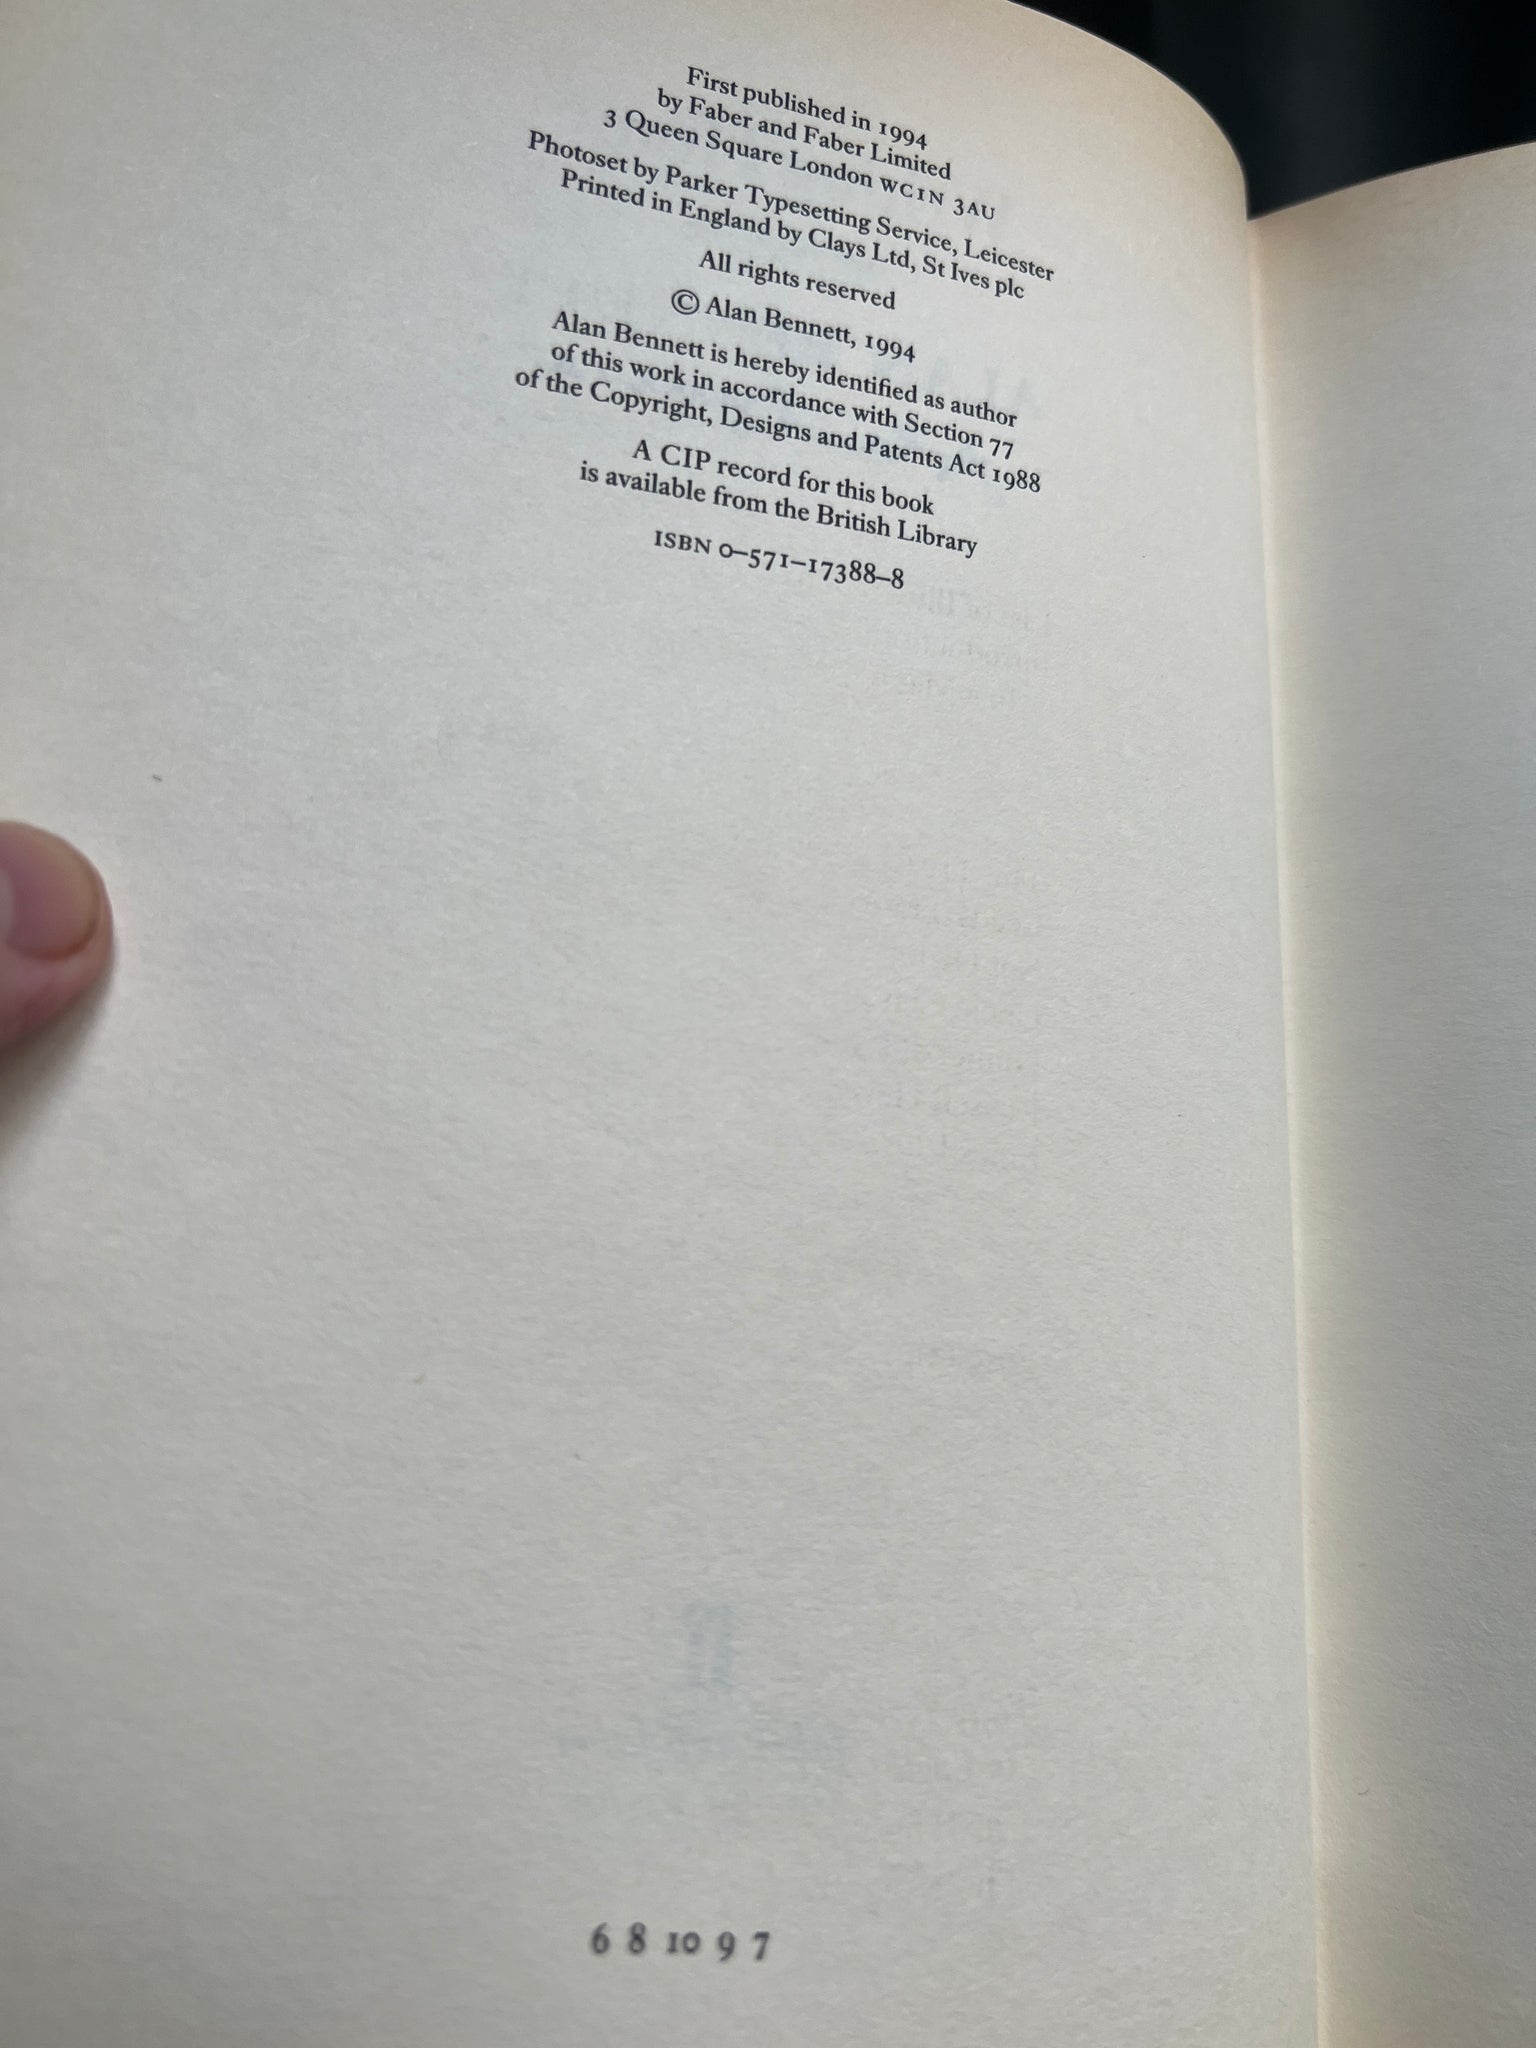 First published in 1994
by Faber and Faber Limited
3 Queen Square London WC1N 3AU
Photoset by Parker Typesetting Service, Leicester
Printed in England by Clays Ltd, St Ives plc
All rights reserved
© Alan Bennett, 1994
Alan Bennett is hereby identified as author
of this work in accordance with Section 77
of the Copyright, Designs and Patents Act 1988
A CIP record for this book
is available from the British Library
ISBN 0–571–17388–8
6 8 10 9 7